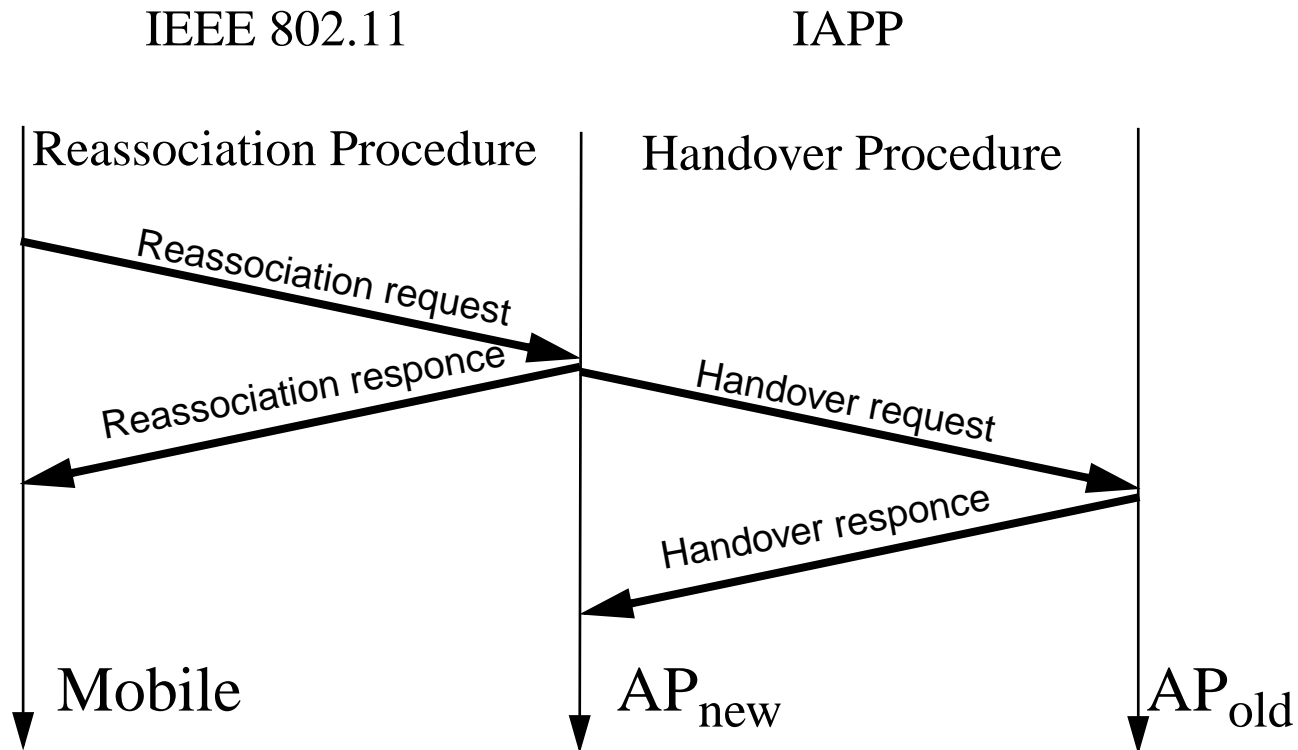 IEEE 802.11
IAPP
Reassociation Procedure
Handover Procedure
Reassociation request
Reassociation responce
Handover request
Handover responce
Mobile
APnew
APold